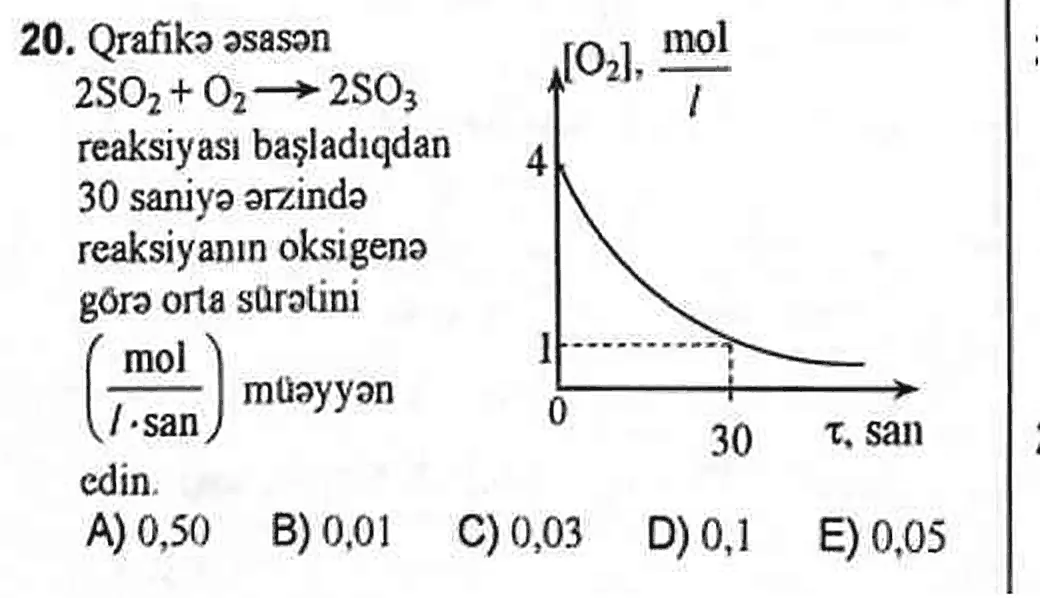 20. Qrafikə əsasən
2SO₂ + O₂ ⟶ 2SO₃
reaksiyası başladıqdan
30 saniyə ərzində
reaksiyanın oksigenə
görə orta sürətini
(mol / l · san) müəyyən
edin.
[O₂], mol / l
4
1
0
30 τ, san
A) 0,50 B) 0,01 C) 0,03 D) 0,1 E) 0,05